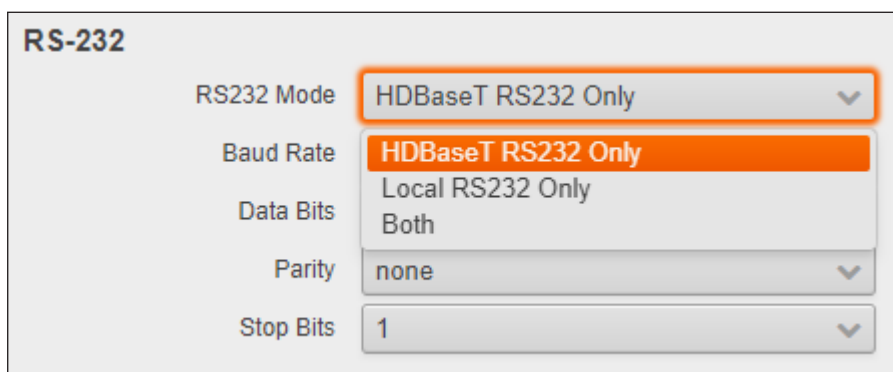 RS-232
RS232 Mode HDBaseT RS232 Only
Baud Rate HDBaseT RS232 Only
Local RS232 Only
Data Bits
Both
Parity none
Stop Bits 1